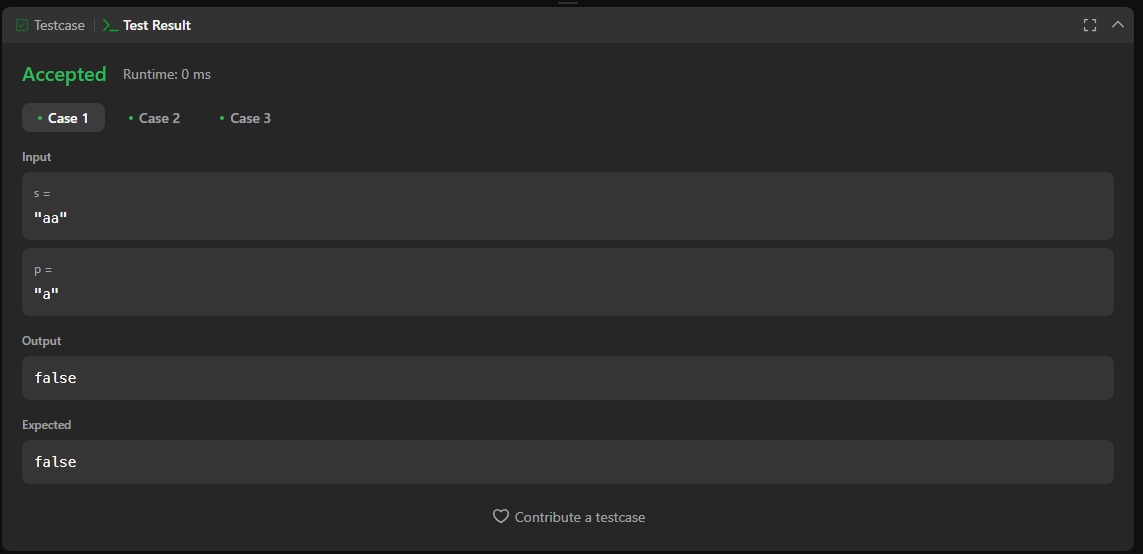 Testcase | >_ Test Result
Accepted Runtime: 0 ms
• Case 1 • Case 2 • Case 3
Input
s =
"aa"
p =
"a"
Output
false
Expected
false
Contribute a testcase